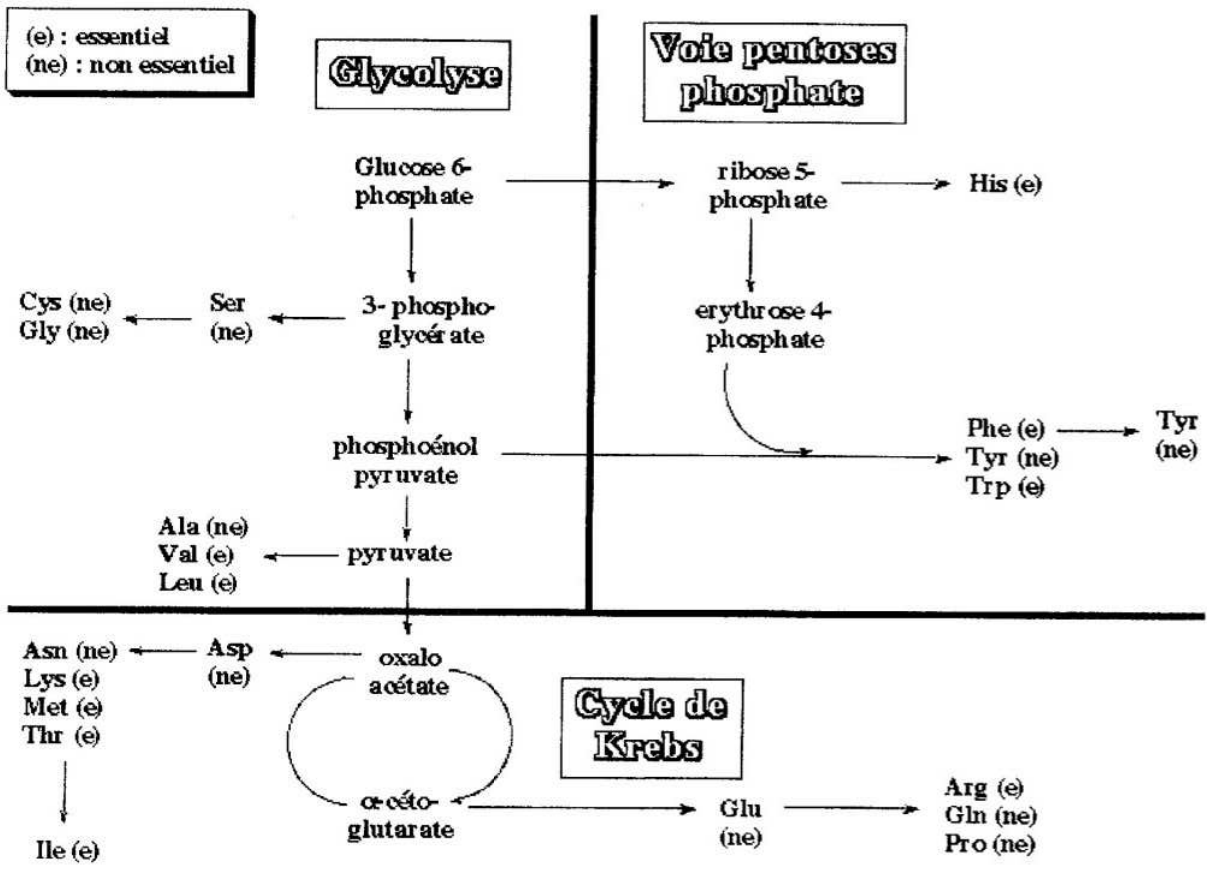 (e) : essentiel
(ne) : non essentiel
Glycolyse
Voie pentoses
phosphate
Glucose 6-
phosphate
ribose 5-
phosphate
His (e)
Cys (ne)
Gly (ne)
Ser
(ne)
3- phospho-
glycérate
erythrose 4-
phosphate
phosphoénol
pyruvate
Phe (e)
Tyr (ne)
Trp (e)
Tyr
(ne)
Ala (ne)
Val (e)
Leu (e)
pyruvate
Asn (ne)
Lys (e)
Met (e)
Thr (e)
Asp
(ne)
oxalo
acétate
Cycle de
Krebs
Ile (e)
α-céto-
glutarate
Glu
(ne)
Arg (e)
Gln (ne)
Pro (ne)